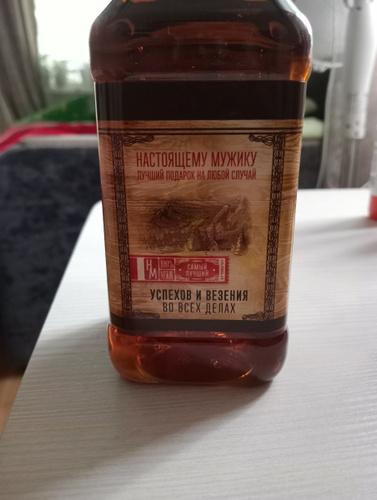 НАСТОЯЩЕМУ МУЖИКУ
ЛУЧШИЙ ПОДАРОК НА ЛЮБОЙ СЛУЧАЙ
САМЫЙ
ЛУЧШИЙ
УСПЕХОВ И ВЕЗЕНИЯ
ВО ВСЕХ ДЕЛАХ